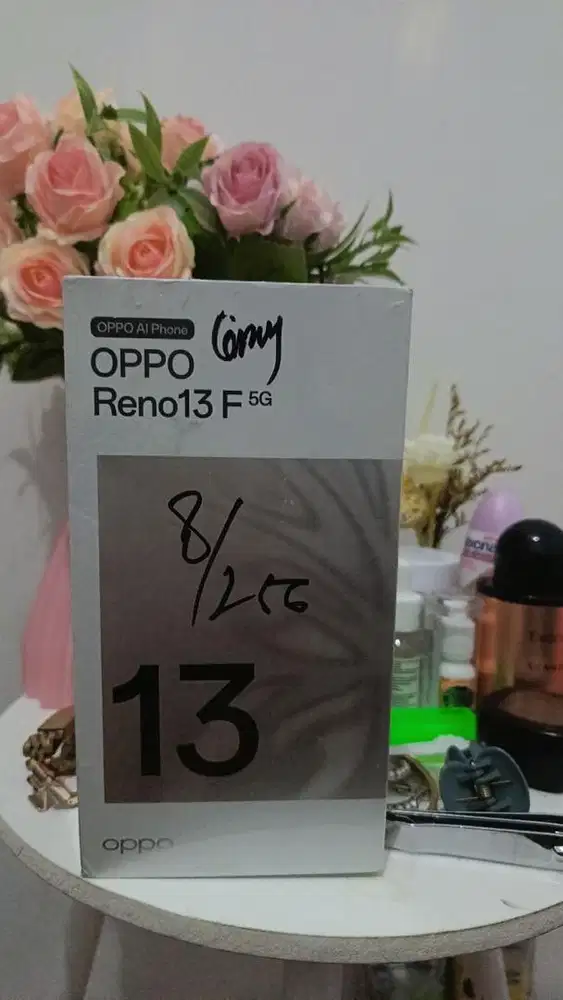 OPPO AI Phone
OPPO
Reno13 F 5G
8/256
13
oppo